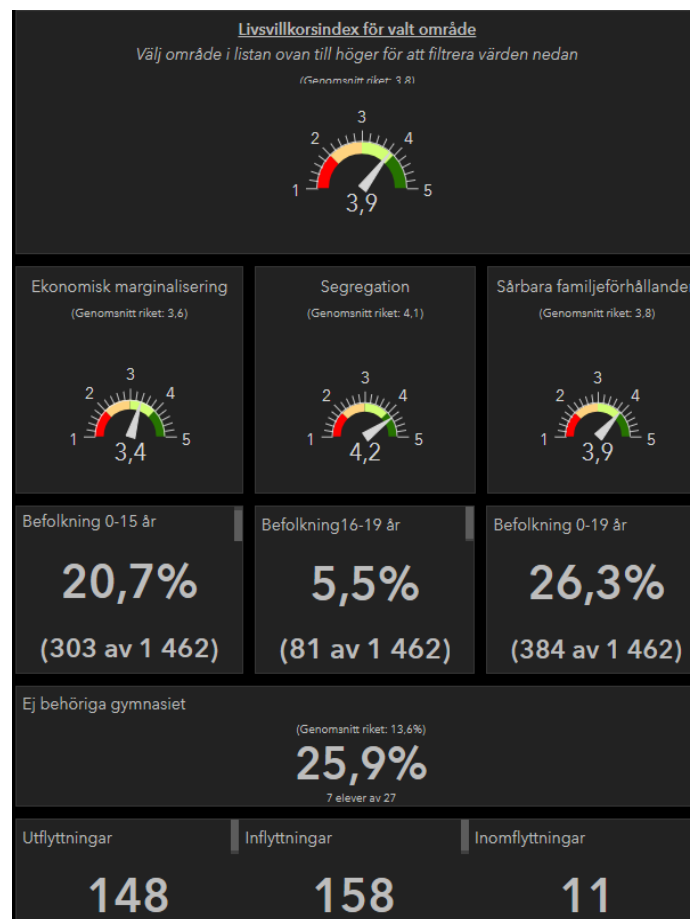 Livsvillkorsindex för valt område
Välj område i listan ovan till höger för att filtrera värden nedan
(Genomsnitt riket: 3,8)
3
2
4
1
5
3,9
Ekonomisk marginalisering
(Genomsnitt riket: 3,6)
3
2
4
1
5
3,4
Segregation
(Genomsnitt riket: 4,1)
3
2
4
1
5
4,2
Sårbara familjeförhållanden
(Genomsnitt riket: 3,8)
3
2
4
1
5
3,9
Befolkning 0-15 år
20,7%
(303 av 1 462)
Befolkning16-19 år
5,5%
(81 av 1 462)
Befolkning 0-19 år
26,3%
(384 av 1 462)
Ej behöriga gymnasiet
(Genomsnitt riket: 13,6%)
25,9%
7 elever av 27
Utflyttningar
148
Inflyttningar
158
Inomflyttningar
11